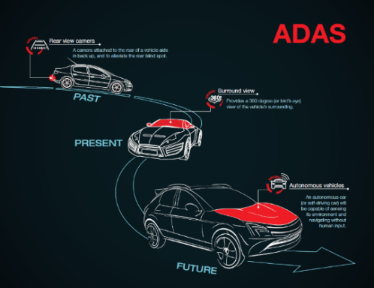 ADAS
Rear view camera
A camera attached to the rear of a vehicle aids
in back up, and to alleviate the rear blind spot.
PAST
Surround view
360
Provides a 360-degree (or bird's-eye)
view of the vehicle's surrounding.
PRESENT
Autonomous vehicles
An autonomous car
(or self-driving car) will
be capable of sensing
its environment and
navigating without
human input.
FUTURE